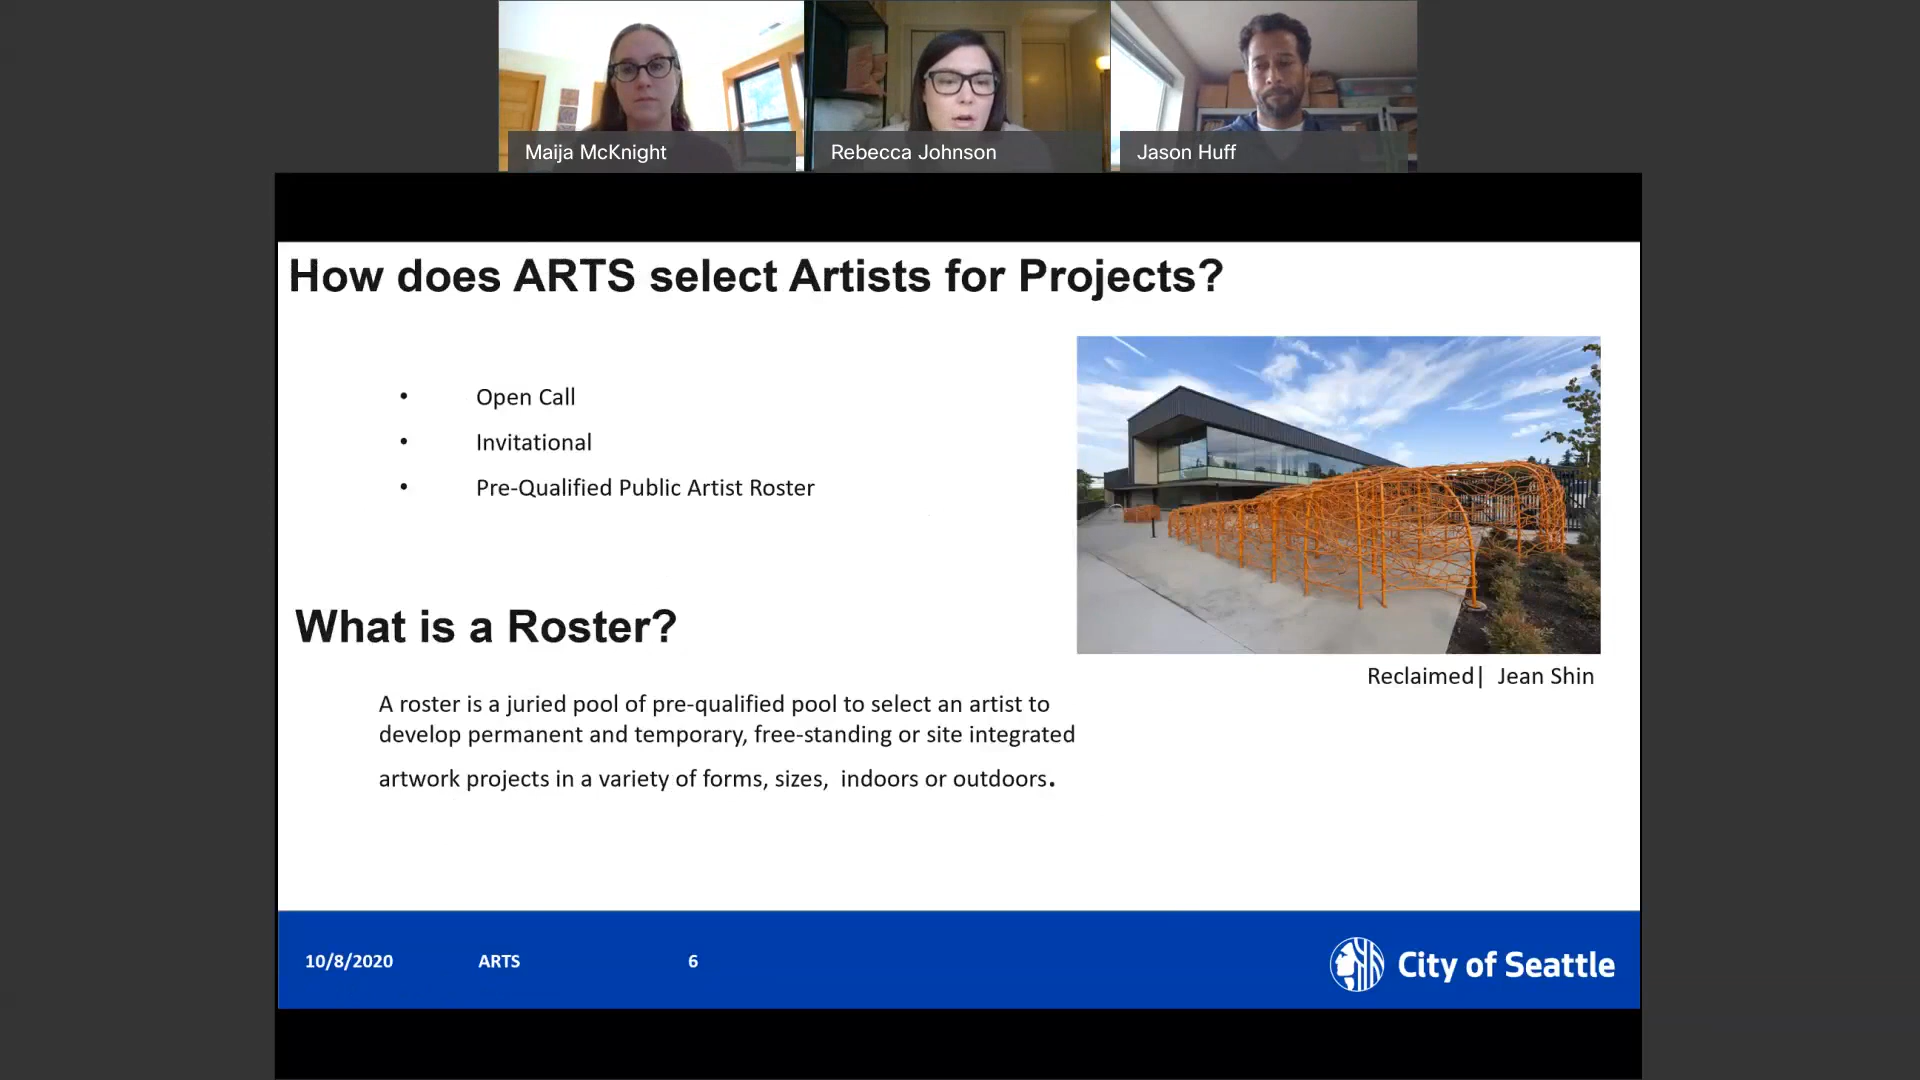 Maija McKnight
Rebecca Johnson
Jason Huff
How does ARTS select Artists for Projects?
• Open Call
• Invitational
• Pre-Qualified Public Artist Roster
Reclaimed| Jean Shin
What is a Roster?
A roster is a juried pool of pre-qualified pool to select an artist to
develop permanent and temporary, free-standing or site integrated
artwork projects in a variety of forms, sizes, indoors or outdoors.
10/8/2020 ARTS 6
City of Seattle